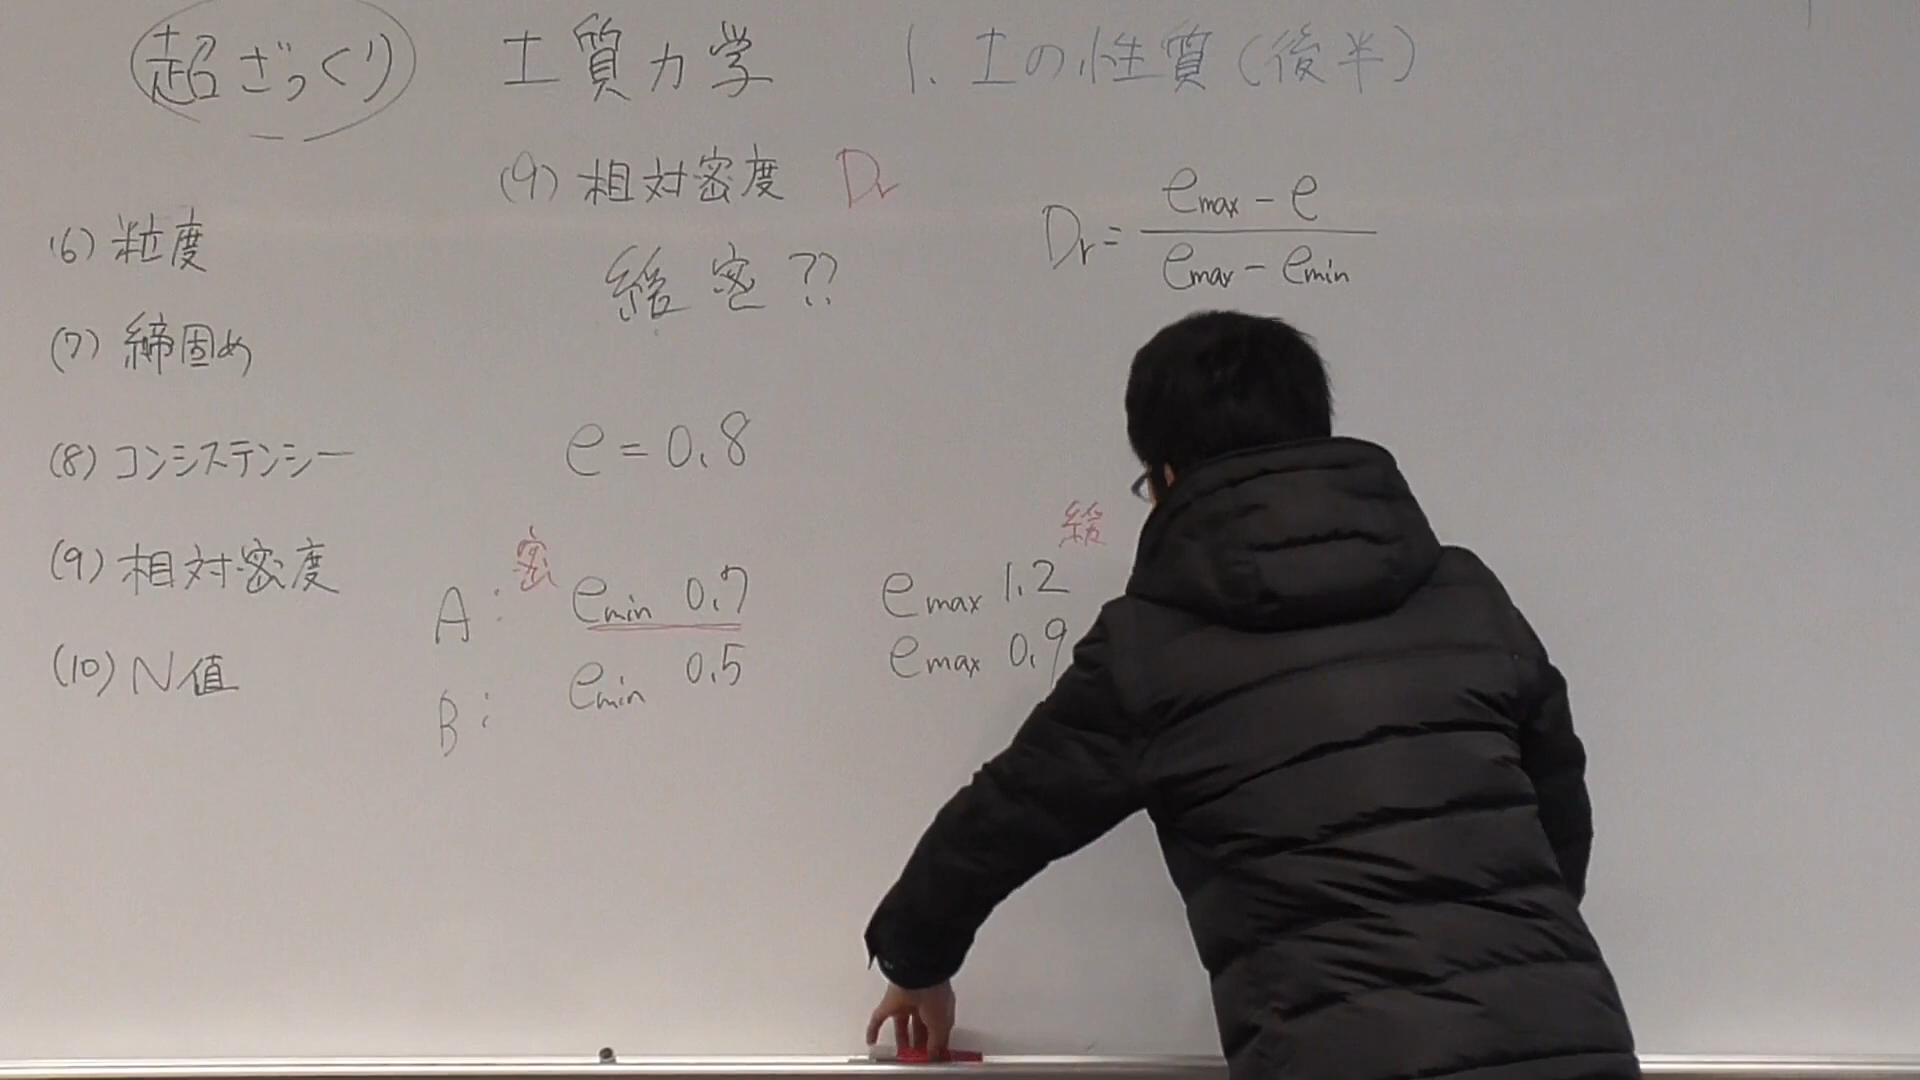 超ざっくり 土質力学 1. 土の性質(後半)
(6) 粒度
(7) 締固め
(8) コンシステンシー
(9) 相対密度
(10) N値
(9) 相対密度 Dr
緩 密 ??
Dr = (emax - e) / (emax - emin)
e = 0.8
密 緩
A: emin 0.7 emax 1.2
B: emin 0.5 emax 0.9